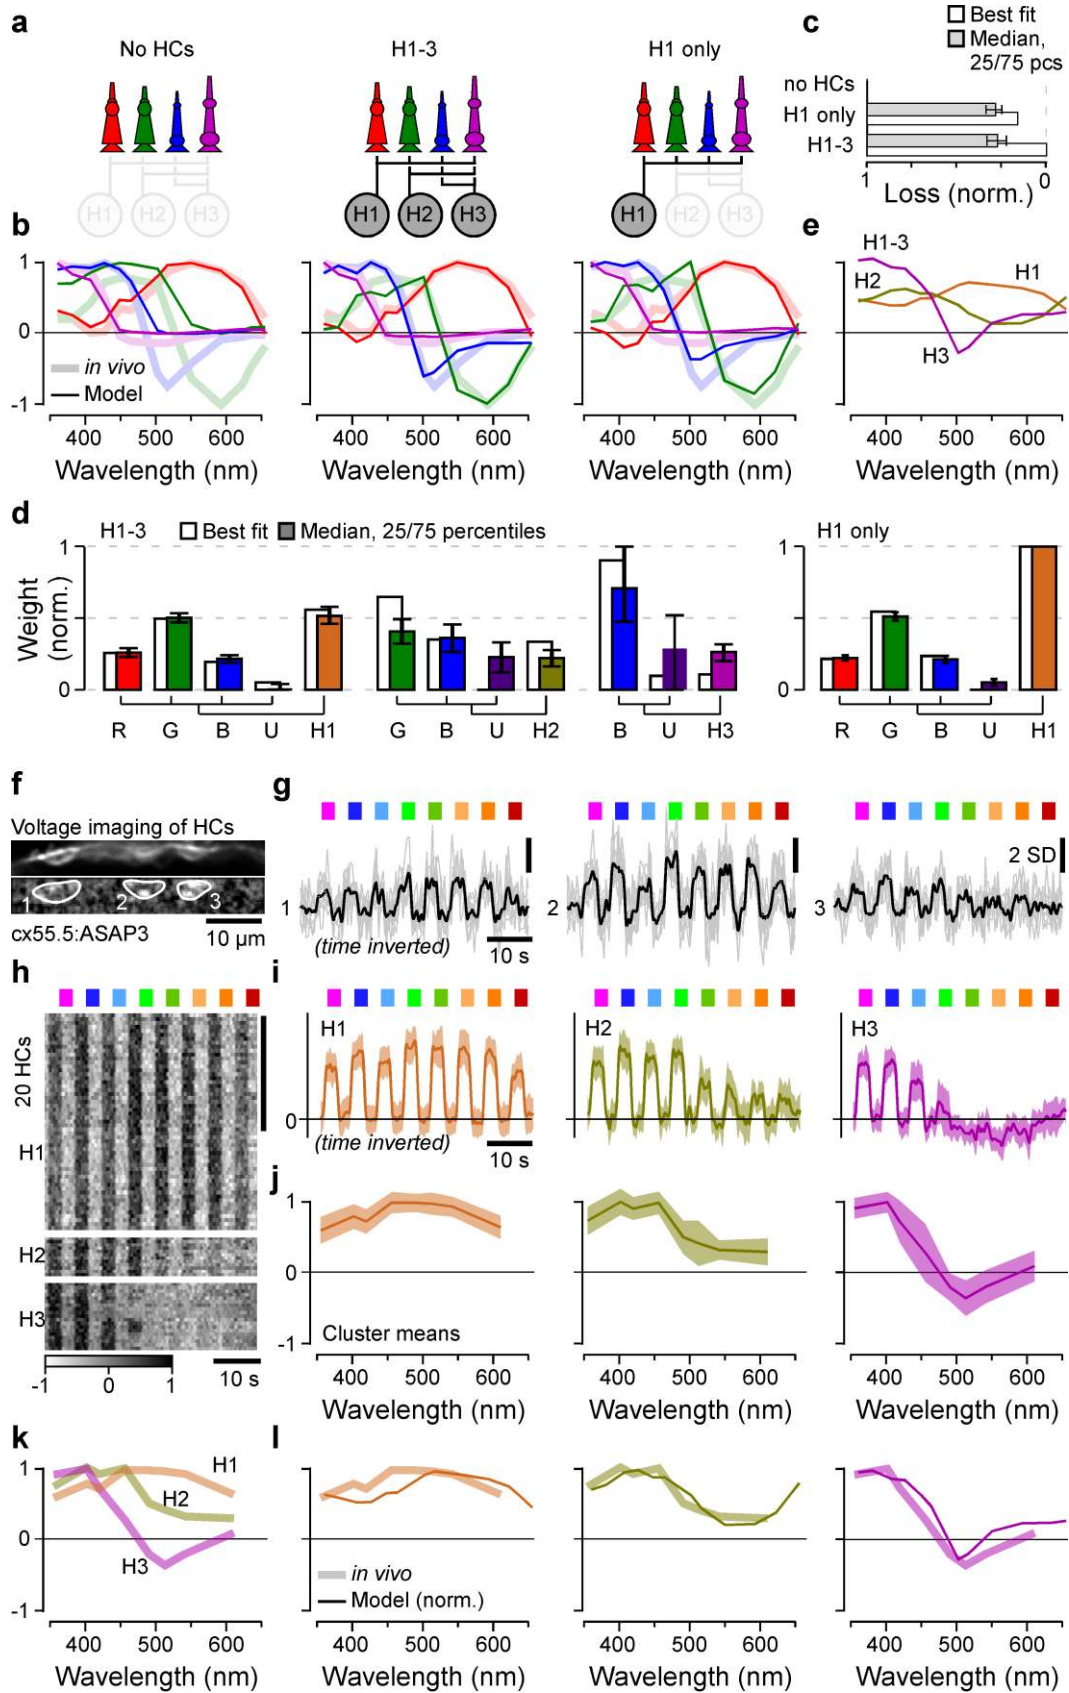 a
No HCs
H1-3
H1 only
H1 H2 H3
H1 H2 H3
H1 H2 H3
c
Best fit
Median,
25/75 pcs
no HCs
H1 only
H1-3
1 0
Loss (norm.)
b
1
0
-1
in vivo
Model
400 500 600
Wavelength (nm)
400 500 600
Wavelength (nm)
400 500 600
Wavelength (nm)
e
H1-3
H2
H1
H3
400 500 600
Wavelength (nm)
d
H1-3
Best fit
Median, 25/75 percentiles
H1 only
Weight
(norm.)
1
0
R G B U H1
G B U H2
B U H3
R G B U H1
f
Voltage imaging of HCs
1 2 3
10 µm
cx55.5:ASAP3
g
1
(time inverted)
10 s
2
3
2 SD
h
20 HCs
H1
H2
H3
-1 0 1
10 s
i
H1
0
(time inverted)
10 s
H2
H3
j
1
0
-1
Cluster means
400 500 600
Wavelength (nm)
400 500 600
Wavelength (nm)
400 500 600
Wavelength (nm)
k
1
0
-1
H1
H2
H3
400 500 600
Wavelength (nm)
l
in vivo
Model (norm.)
400 500 600
Wavelength (nm)
400 500 600
Wavelength (nm)
400 500 600
Wavelength (nm)